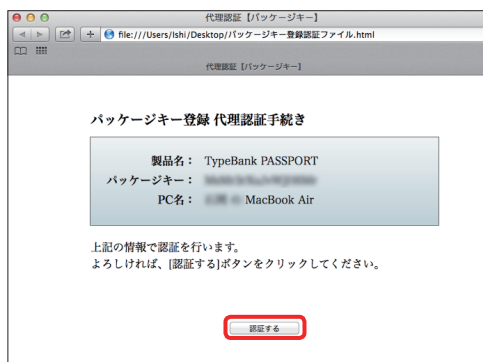 代理認証【パッケージキー】
file:///Users/Ishi/Desktop/パッケージキー登録認証ファイル.html
代理認証【パッケージキー】
パッケージキー登録 代理認証手続き
製品名： TypeBank PASSPORT
パッケージキー：
PC名： MacBook Air
上記の情報で認証を行います。
よろしければ、[認証する]ボタンをクリックしてください。
認証する